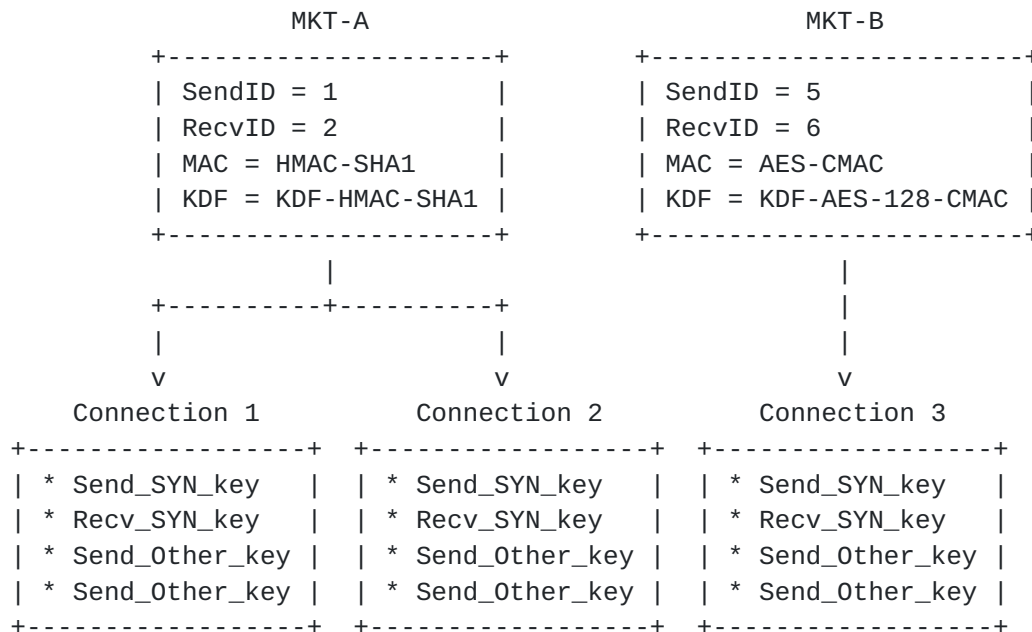 MKT-A MKT-B
SendID = 1 SendID = 5
RecvID = 2 RecvID = 6
MAC = HMAC-SHA1 MAC = AES-CMAC
KDF = KDF-HMAC-SHA1 KDF = KDF-AES-128-CMAC
Connection 1 Connection 2 Connection 3
* Send_SYN_key * Send_SYN_key * Send_SYN_key
* Recv_SYN_key * Recv_SYN_key * Recv_SYN_key
* Send_Other_key * Send_Other_key * Send_Other_key
* Send_Other_key * Send_Other_key * Send_Other_key